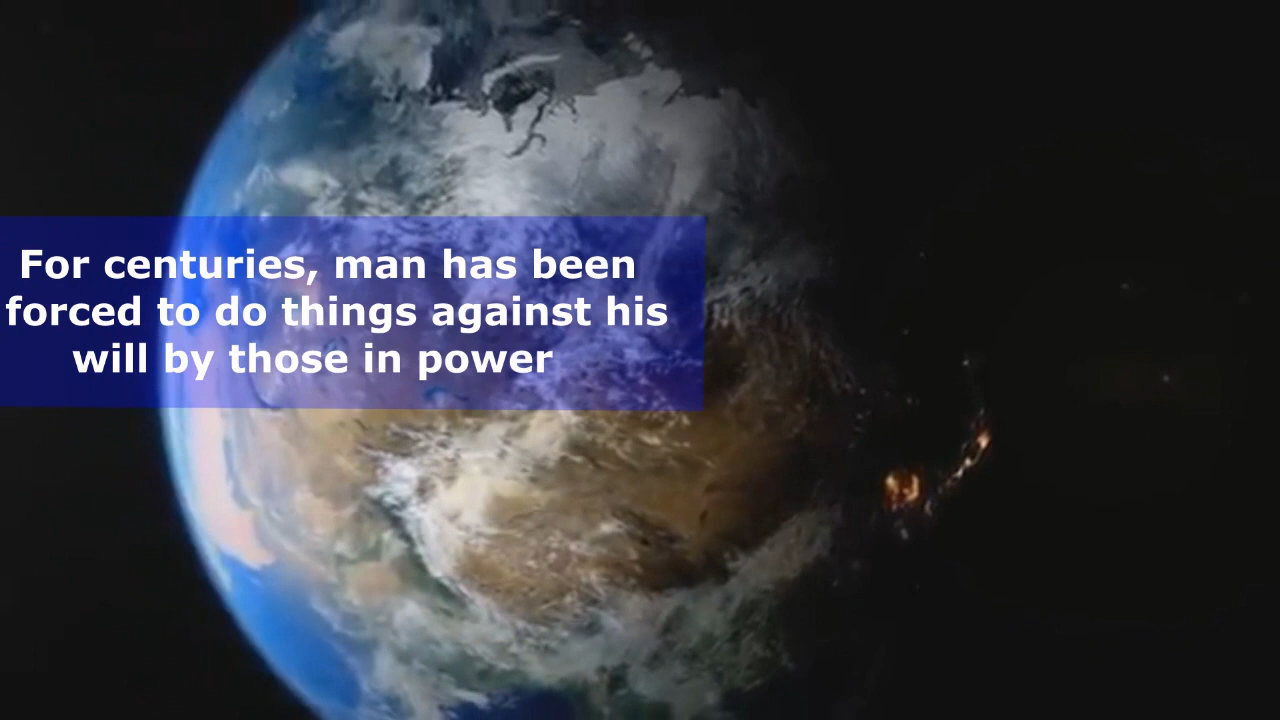 For centuries, man has been
forced to do things against his
will by those in power